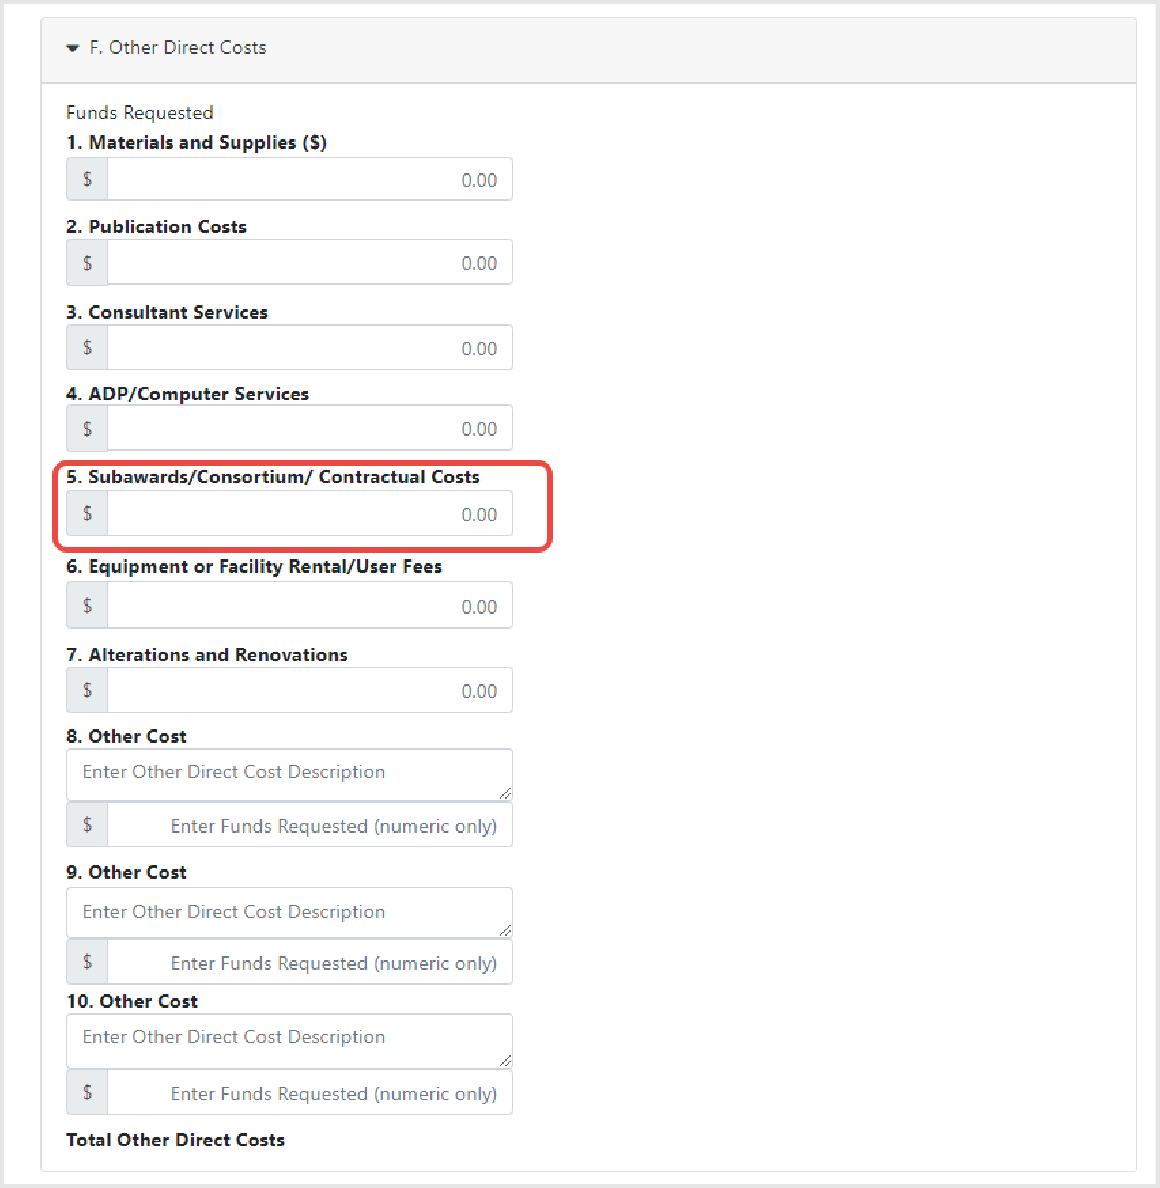 F. Other Direct Costs
Funds Requested
1. Materials and Supplies ($)
$ 0.00
2. Publication Costs
$ 0.00
3. Consultant Services
$ 0.00
4. ADP/Computer Services
$ 0.00
5. Subawards/Consortium/ Contractual Costs
$ 0.00
6. Equipment or Facility Rental/User Fees
$ 0.00
7. Alterations and Renovations
$ 0.00
8. Other Cost
Enter Other Direct Cost Description
$ Enter Funds Requested (numeric only)
9. Other Cost
Enter Other Direct Cost Description
$ Enter Funds Requested (numeric only)
10. Other Cost
Enter Other Direct Cost Description
$ Enter Funds Requested (numeric only)
Total Other Direct Costs